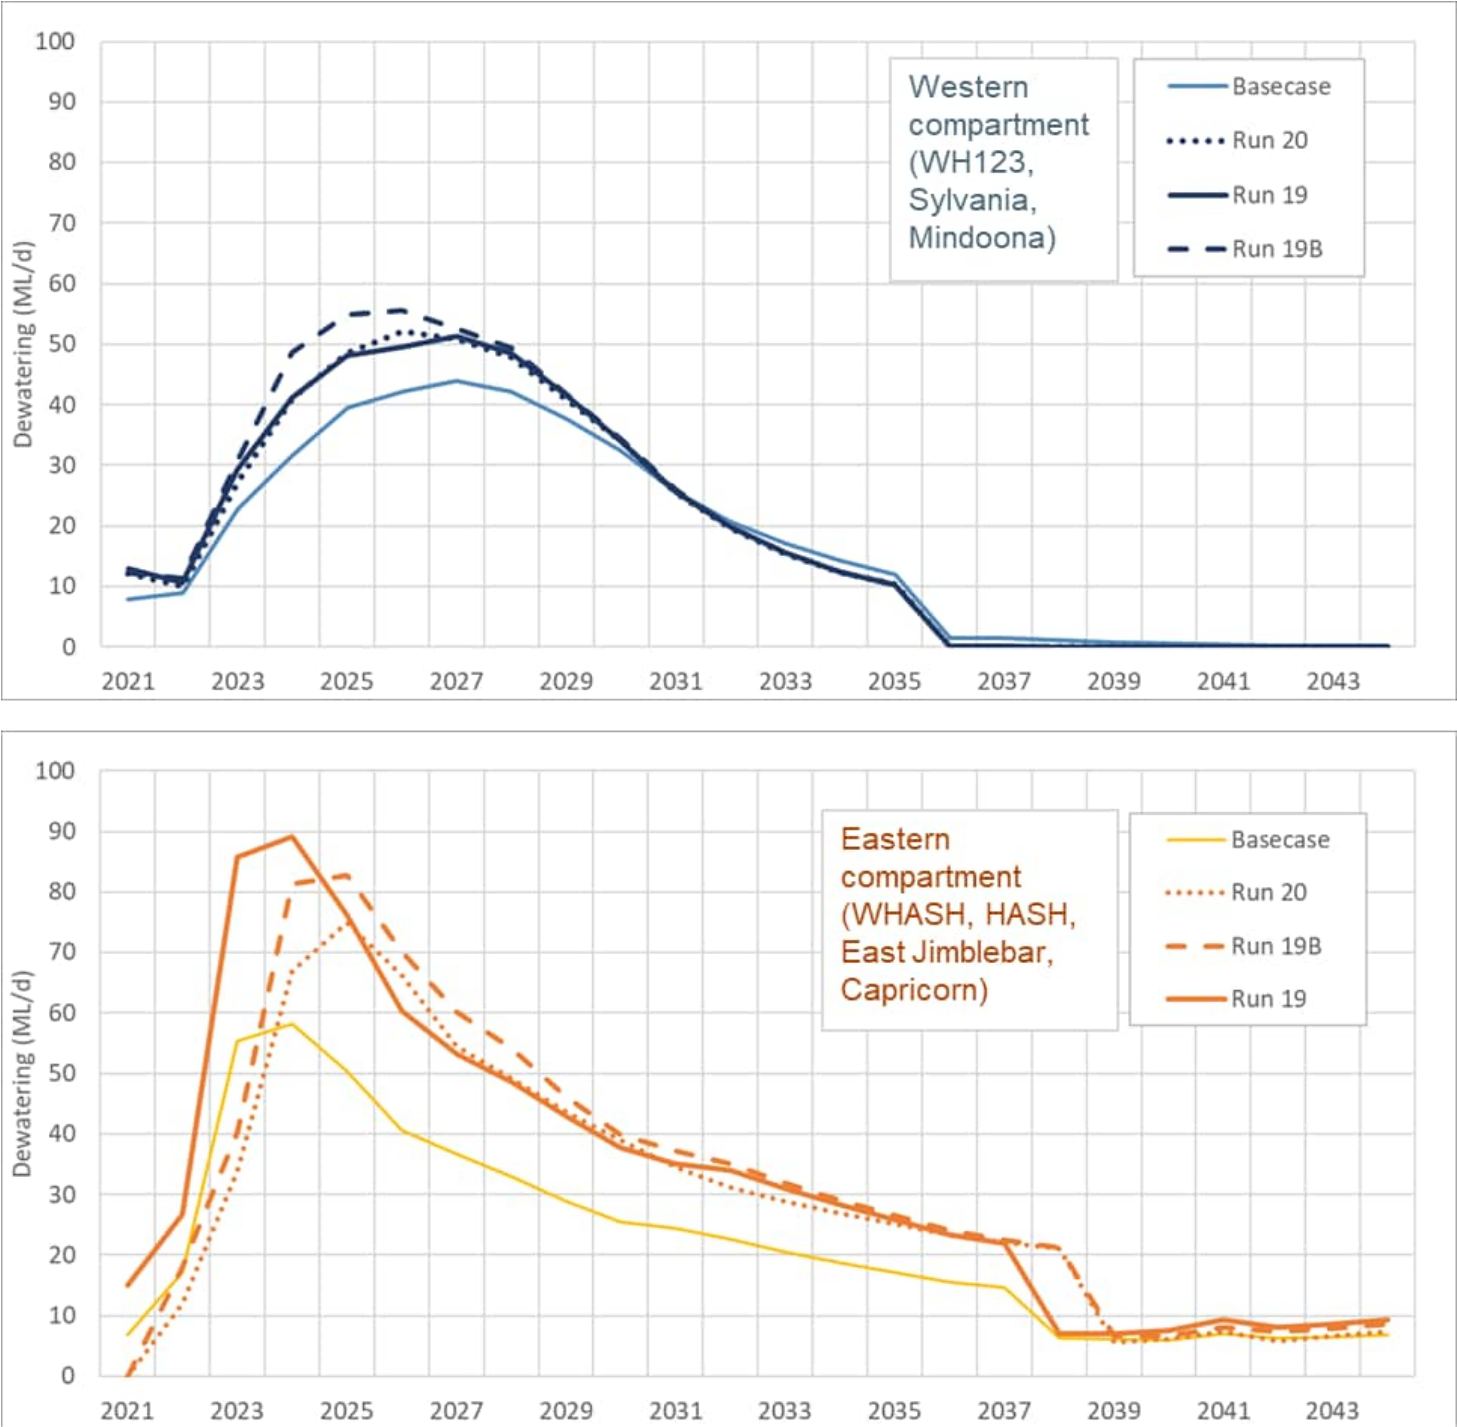 100
90
80
70
60
50
40
30
20
10
0
Dewatering (ML/d)
Western
compartment
(WH123,
Sylvania,
Mindoona)
Basecase
Run 20
Run 19
Run 19B
2021 2023 2025 2027 2029 2031 2033 2035 2037 2039 2041 2043
100
90
80
70
60
50
40
30
20
10
0
Dewatering (ML/d)
Eastern
compartment
(WHASH, HASH,
East Jimblebar,
Capricorn)
Basecase
Run 20
Run 19B
Run 19
2021 2023 2025 2027 2029 2031 2033 2035 2037 2039 2041 2043